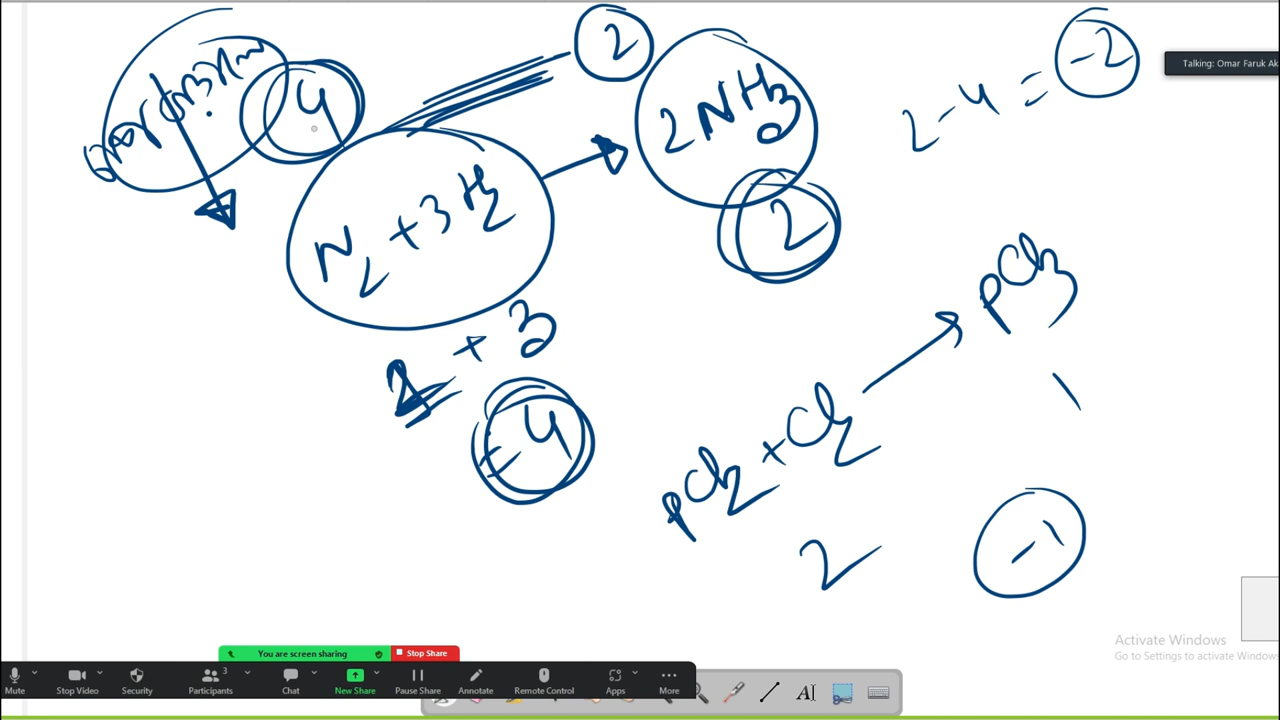 4
2
2NH3
2-4=-2
Talking: Omar Faruk Ak
N2+3H2
2
1+3
=4
PCl3
PCl2+Cl2
1
2
-1
Activate Windows
Go to Settings to activate Windows
You are screen sharing
Stop Share
3
Mute
Stop Video
Security
Participants
Chat
New Share
Pause Share
Annotate
Remote Control
Apps
More